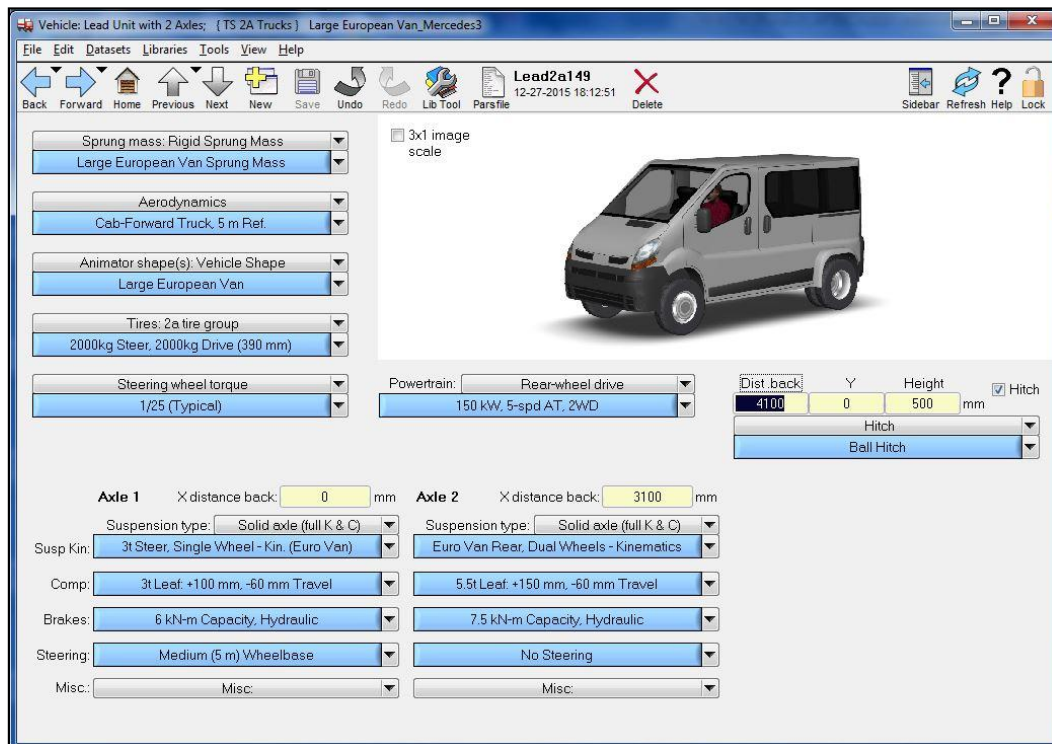 Vehicle: Lead Unit with 2 Axles; { TS 2A Trucks } Large European Van_Mercedes3
File Edit Datasets Libraries Tools View Help
Lead2a149
12-27-2015 18:12:51
Back Forward Home Previous Next New Save Undo Redo Lib Tool Parsfile Delete Sidebar Refresh Help Lock
Sprung mass: Rigid Sprung Mass
Large European Van Sprung Mass
Aerodynamics
Cab-Forward Truck, 5 m Ref.
Animator shape(s): Vehicle Shape
Large European Van
Tires: 2a tire group
2000kg Steer, 2000kg Drive (390 mm)
Steering wheel torque
1/25 (Typical)
3x1 image
scale
Powertrain: Rear-wheel drive
150 kW, 5-spd AT, 2WD
Dist .back Y Height
4100 0 500 mm
Hitch
Hitch
Ball Hitch
Axle 1 X distance back: 0 mm Axle 2 X distance back: 3100 mm
Suspension type: Solid axle (full K & C) Suspension type: Solid axle (full K & C)
Susp Kin: 3t Steer, Single Wheel - Kin. (Euro Van) Euro Van Rear, Dual Wheels - Kinematics
Comp: 3t Leaf: +100 mm, -60 mm Travel 5.5t Leaf: +150 mm, -60 mm Travel
Brakes: 6 kN-m Capacity, Hydraulic 7.5 kN-m Capacity, Hydraulic
Steering: Medium (5 m) Wheelbase No Steering
Misc.: Misc: Misc: